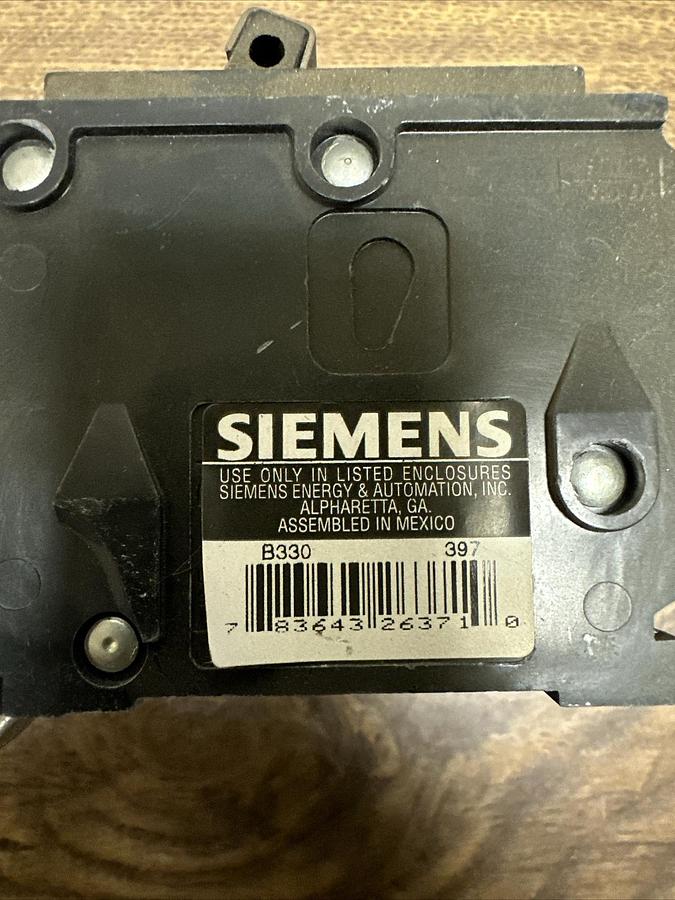 SIEMENS
USE ONLY IN LISTED ENCLOSURES
SIEMENS ENERGY & AUTOMATION, INC.
ALPHARETTA, GA.
ASSEMBLED IN MEXICO
B330 397
7 83643 26371 0